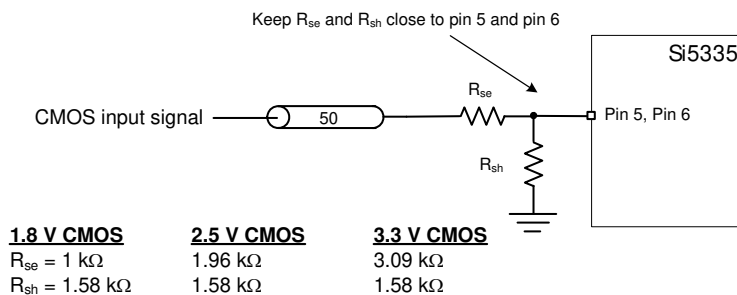 Keep Rse and Rsh close to pin 5 and pin 6
Si5335
Rse
CMOS input signal
50
Pin 5, Pin 6
Rsh
1.8 V CMOS 2.5 V CMOS 3.3 V CMOS
Rse = 1 kΩ 1.96 kΩ 3.09 kΩ
Rsh = 1.58 kΩ 1.58 kΩ 1.58 kΩ